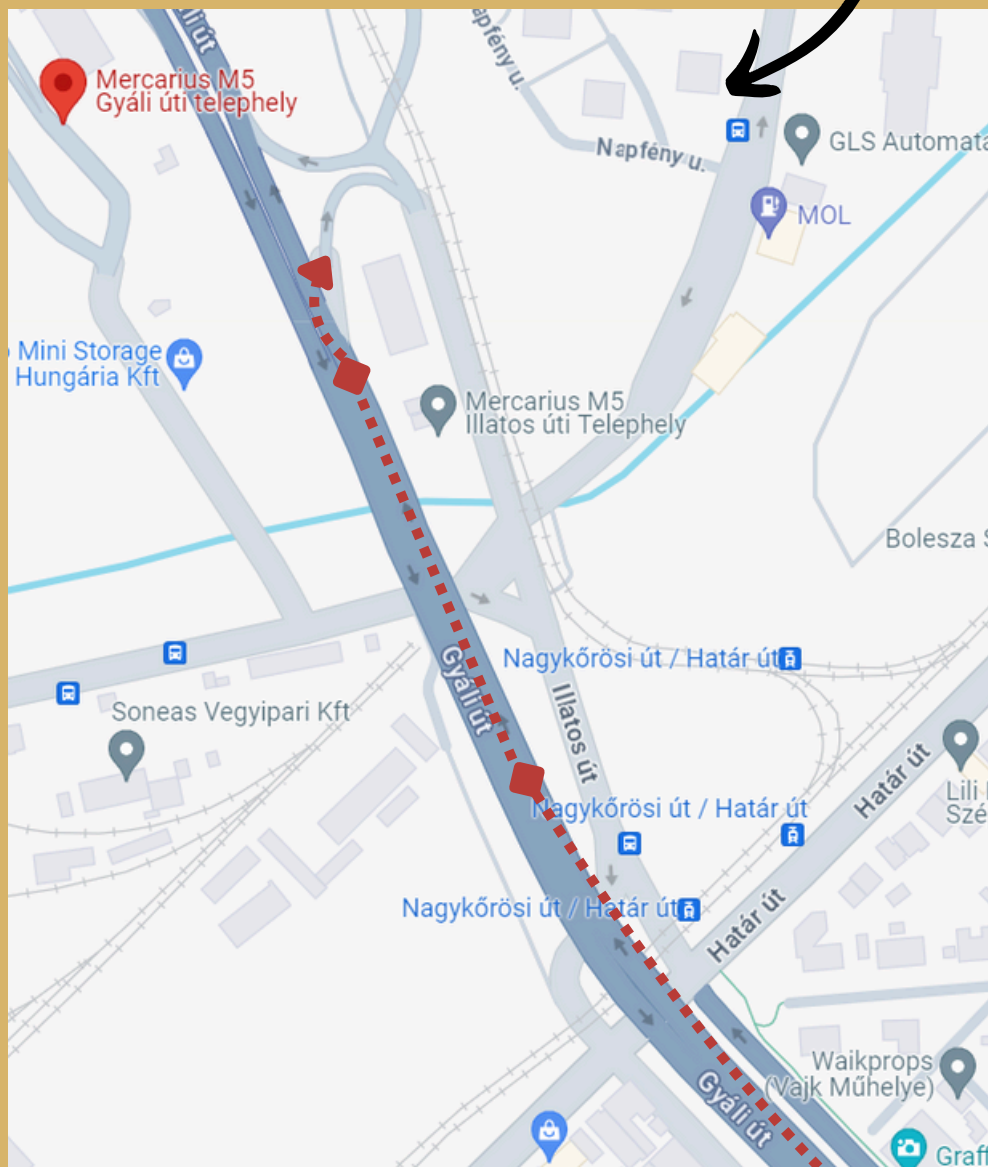 Mercarius M5
Gyáli úti telephely
Napfény u.
GLS Automata
MOL
Mini Storage
Hungária Kft
Mercarius M5
Illatos úti Telephely
Bolesza
Nagykőrösi út / Határ út
Gyáli út
Illatos út
Soneas Vegyipari Kft
Határ út
Lili
Nagykőrösi út / Határ út
Nagykőrösi út / Határ út
Határ út
Waikprops
(Vajk Műhelye)
Gyáli út